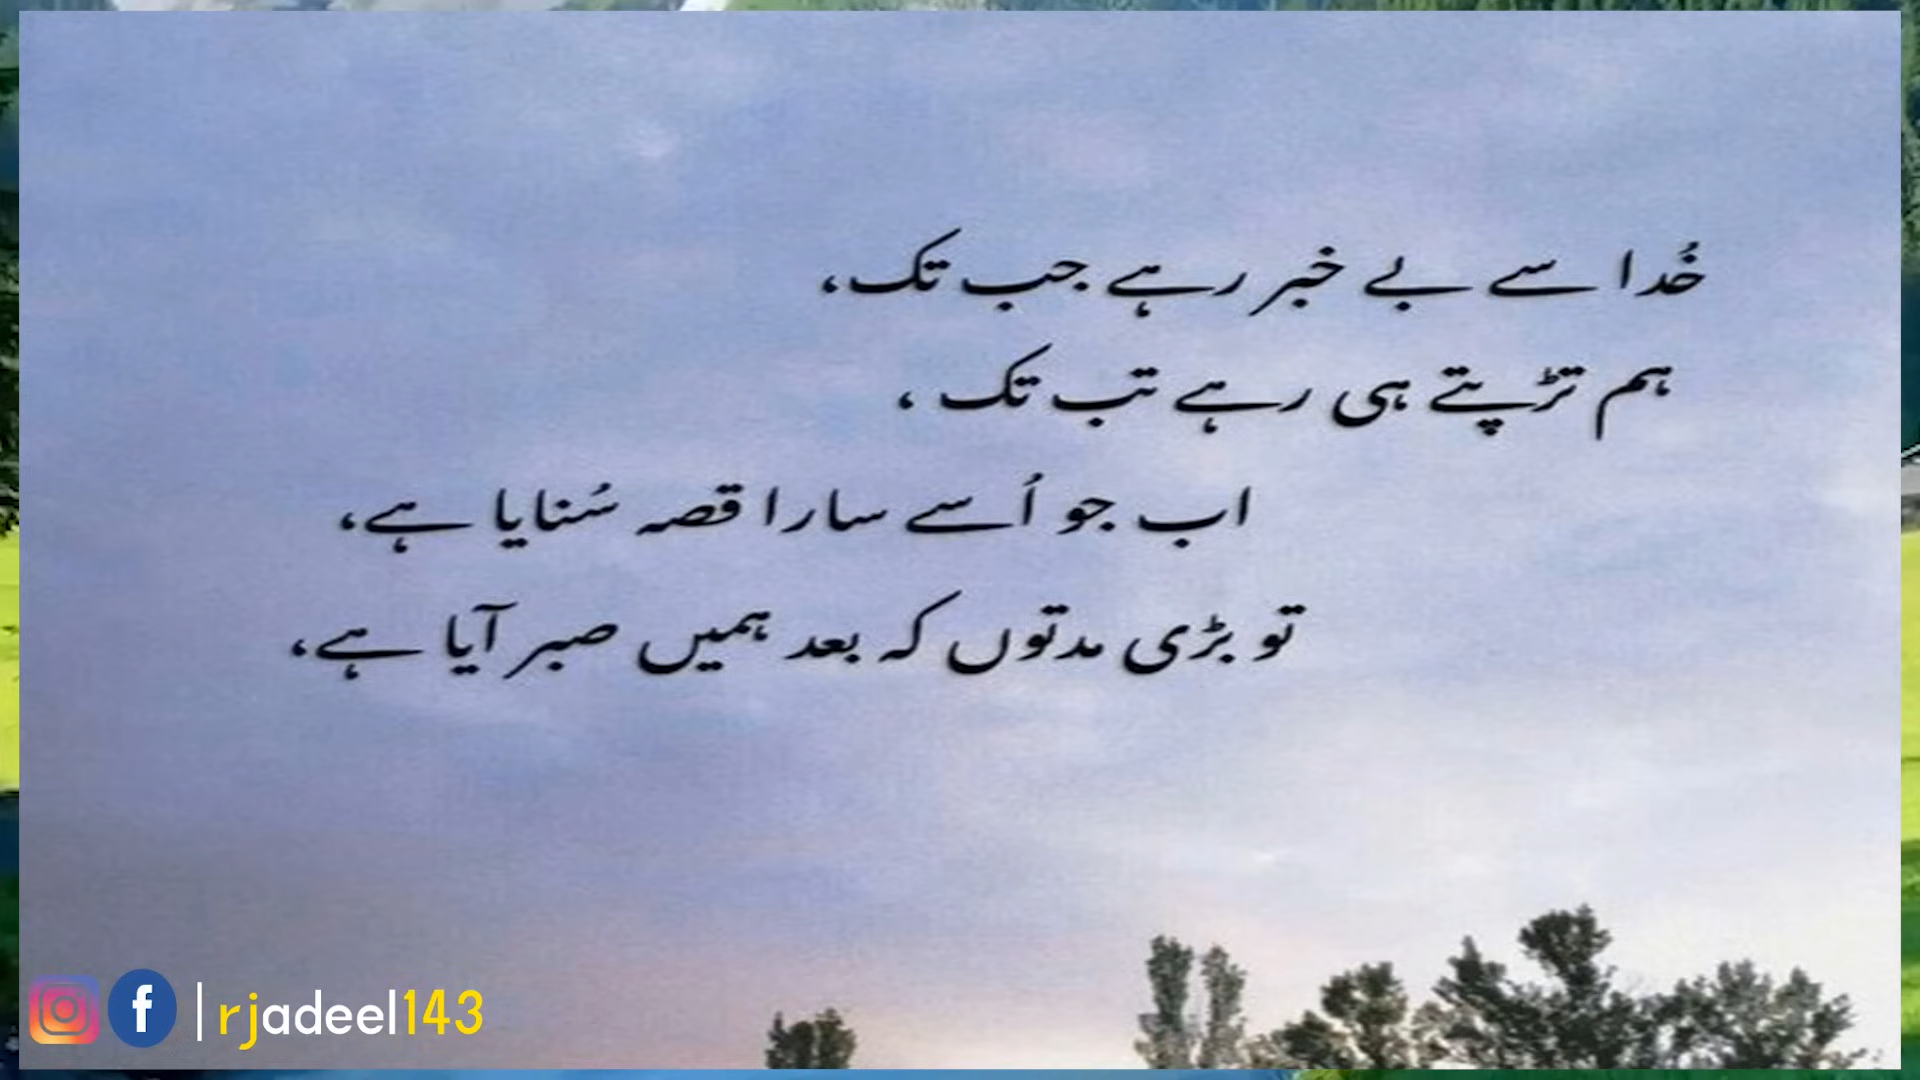 خُدا سے بے خبر رہے جب تک،
ہم تڑپتے ہی رہے تب تک ،
اب جو اُسے سارا قصہ سُنایا ہے،
تو بڑی مدتوں کہ بعد ہمیں صبر آیا ہے،
rjadeel143